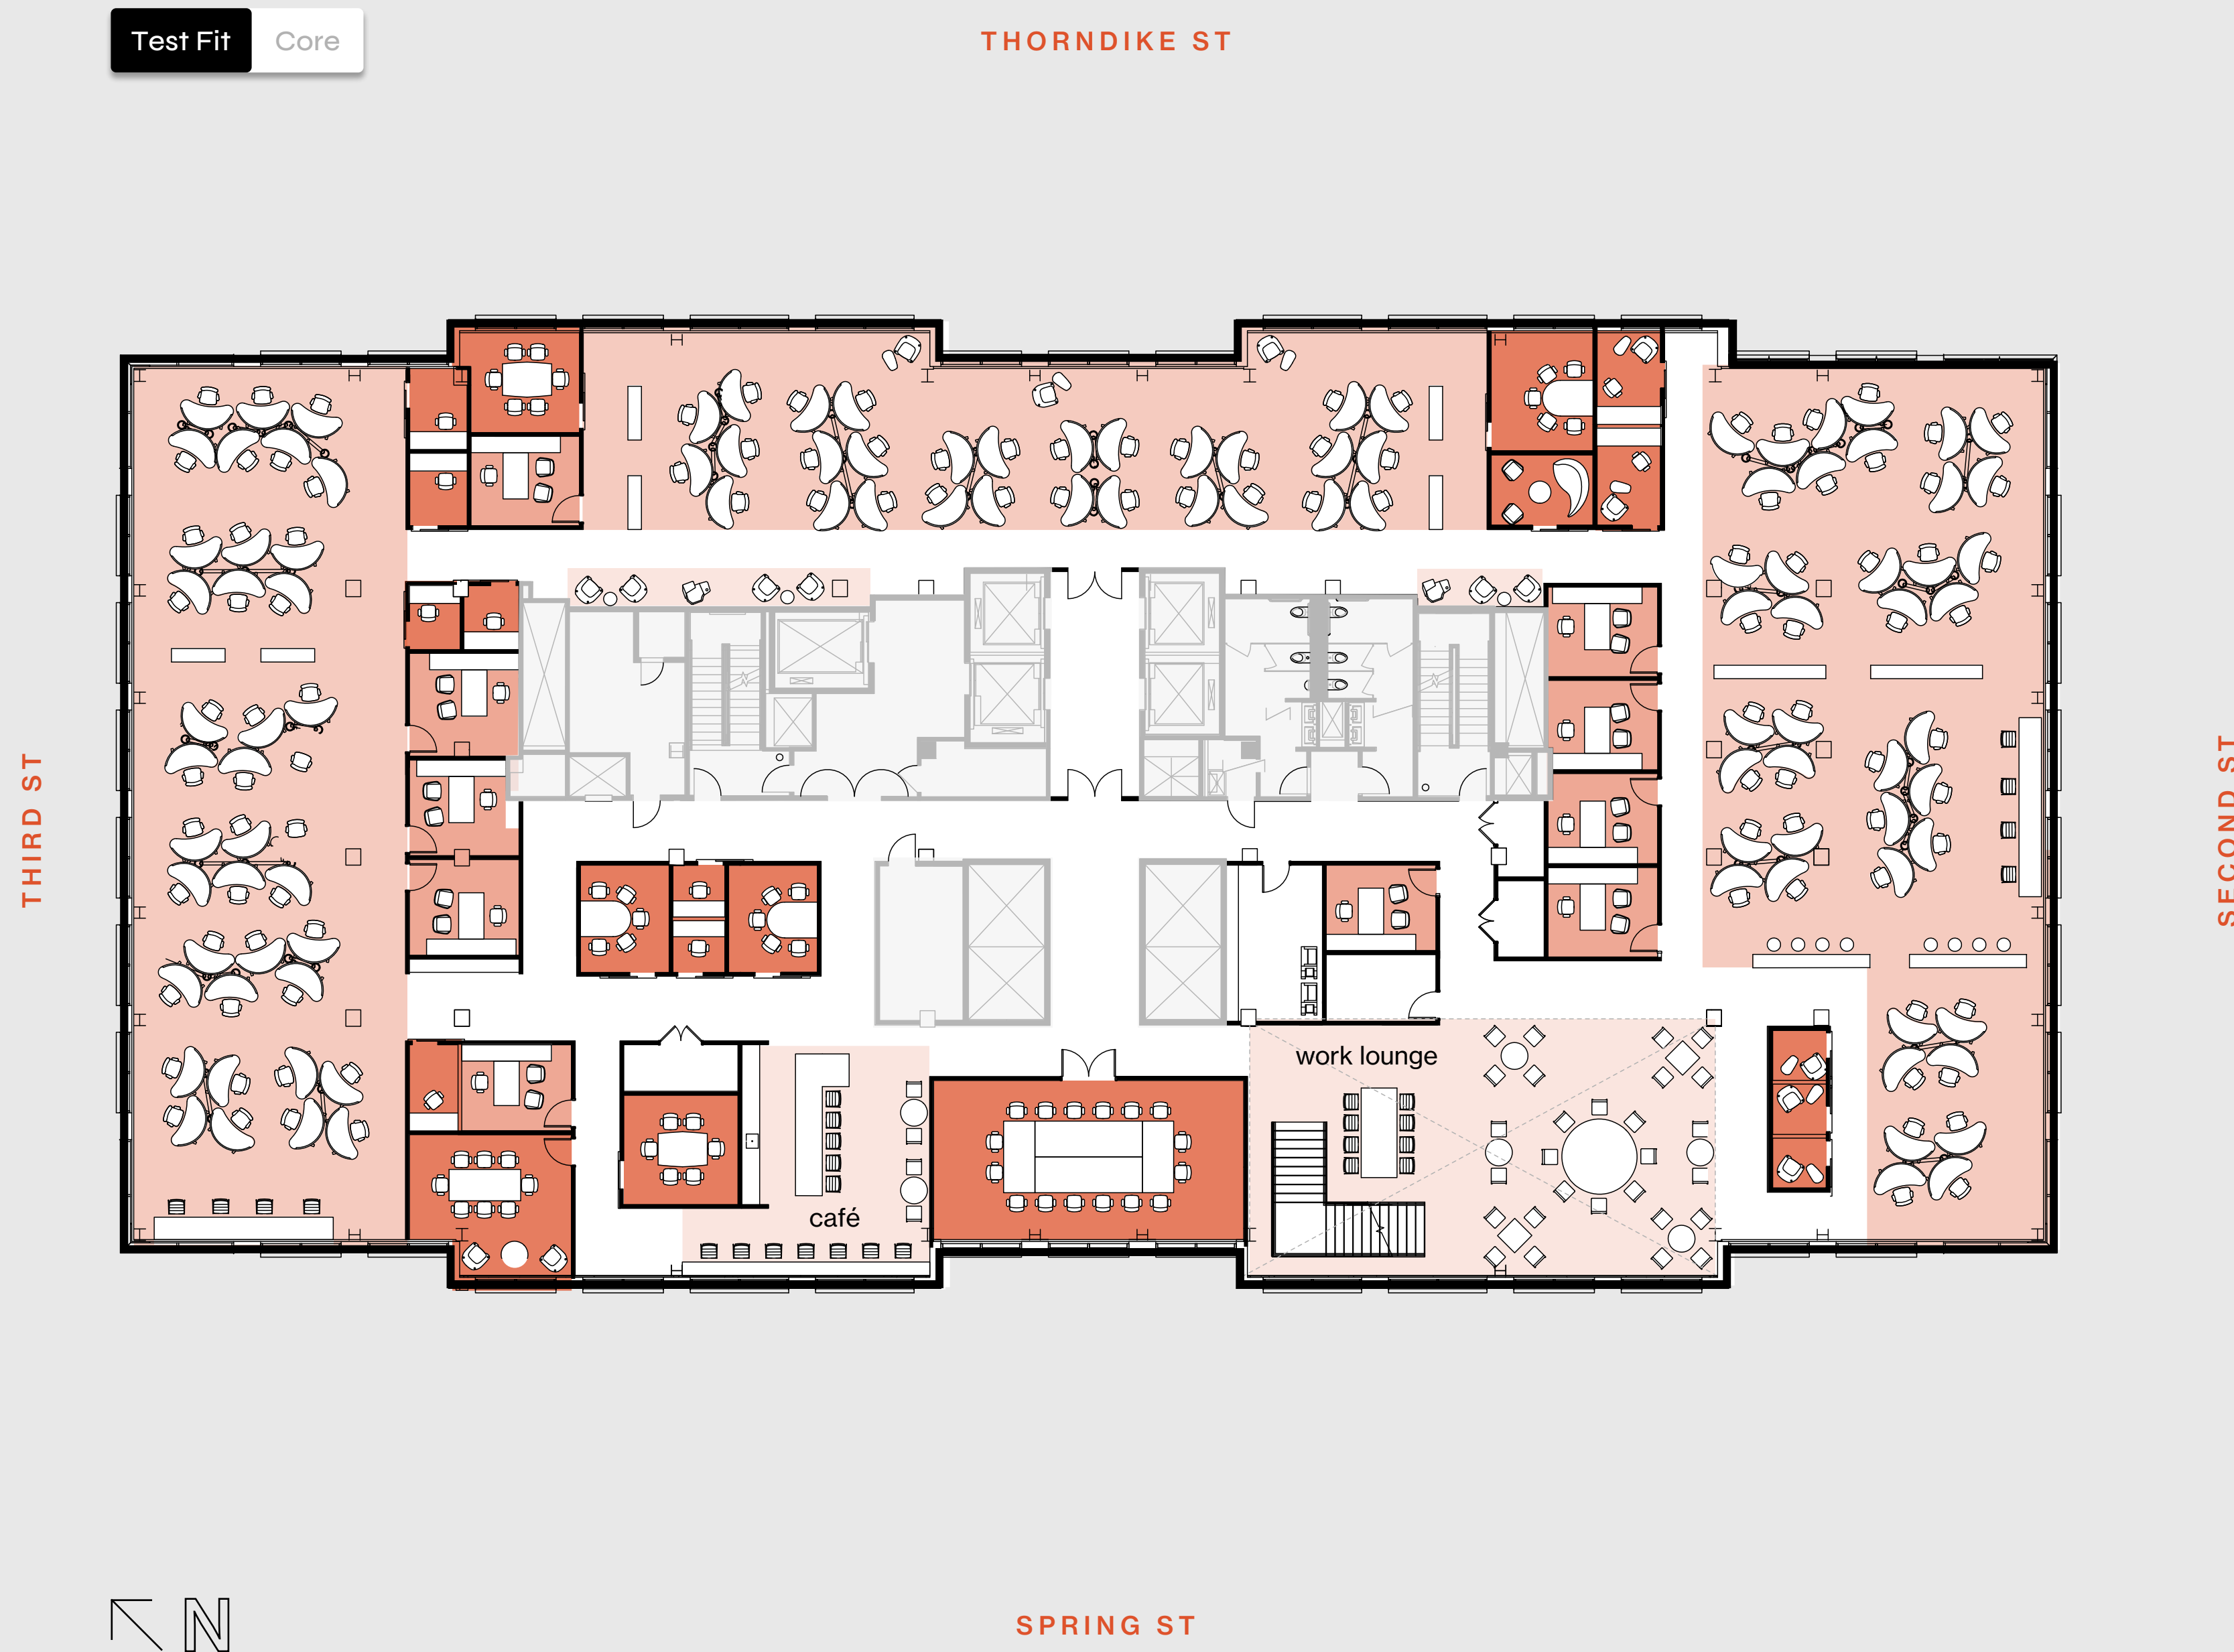 Test Fit Core
THORNDIKE ST
THIRD ST
SECOND ST
work lounge
café
SPRING ST
N